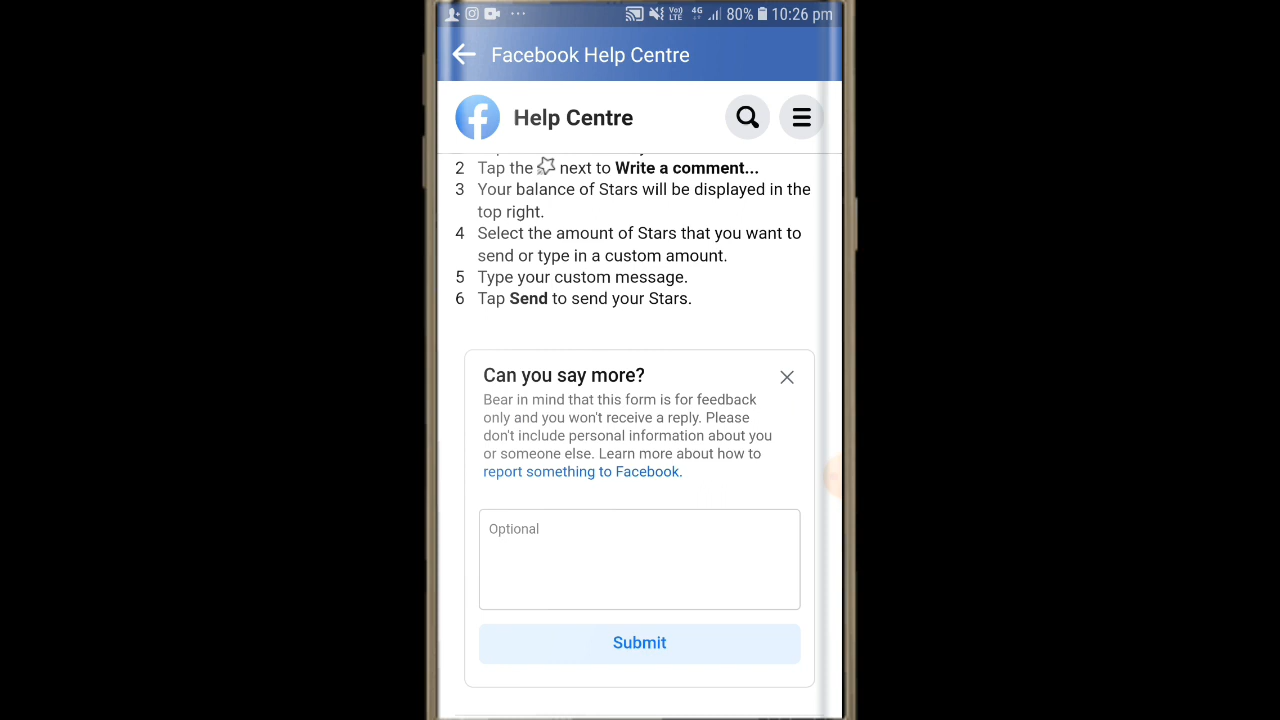 Vo)) 4G 80% 10:26 pm
LTE
Facebook Help Centre
Help Centre
2 Tap the next to Write a comment...
3 Your balance of Stars will be displayed in the
top right.
4 Select the amount of Stars that you want to
send or type in a custom amount.
5 Type your custom message.
6 Tap Send to send your Stars.
Can you say more?
Bear in mind that this form is for feedback
only and you won't receive a reply. Please
don't include personal information about you
or someone else. Learn more about how to
report something to Facebook.
Optional
Submit